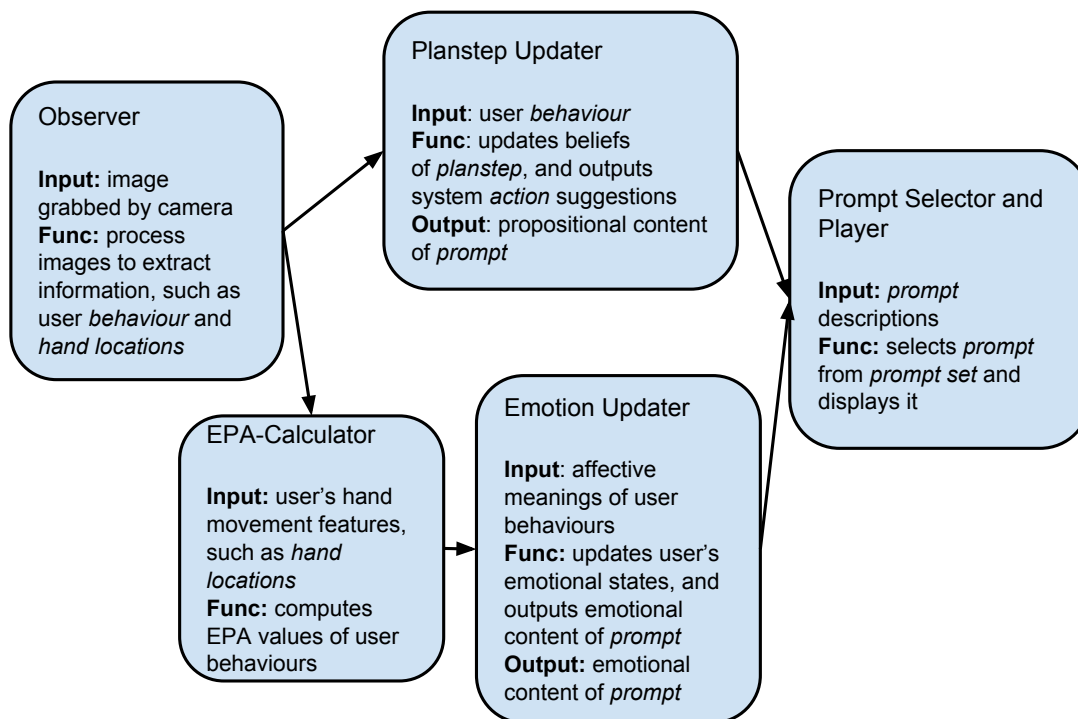 Observer
Input: image
grabbed by camera
Func: process
images to extract
information, such as
user behaviour and
hand locations
Planstep Updater
Input: user behaviour
Func: updates beliefs
of planstep, and outputs
system action suggestions
Output: propositional content
of prompt
Prompt Selector and
Player
Input: prompt
descriptions
Func: selects prompt
from prompt set and
displays it
EPA-Calculator
Input: user's hand
movement features,
such as hand
locations
Func: computes
EPA values of user
behaviours
Emotion Updater
Input: affective
meanings of user
behaviours
Func: updates user's
emotional states, and
outputs emotional
content of prompt
Output: emotional
content of prompt